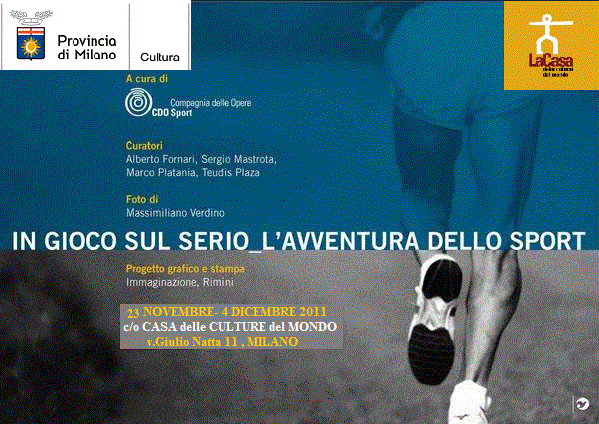 Provincia
di Milano
Cultura
LaCasa
delle culture
del mondo
A cura di
Compagnia delle Opere
CDO Sport
Curatori
Alberto Fornari, Sergio Mastrota,
Marco Platania, Teudis Plaza
Foto di
Massimiliano Verdino
IN GIOCO SUL SERIO_L'AVVENTURA DELLO SPORT
Progetto grafico e stampa
Immaginazione, Rimini
23 NOVEMBRE- 4 DICEMBRE 2011
c/o CASA delle CULTURE del MONDO
v.Giulio Natta 11 , MILANO